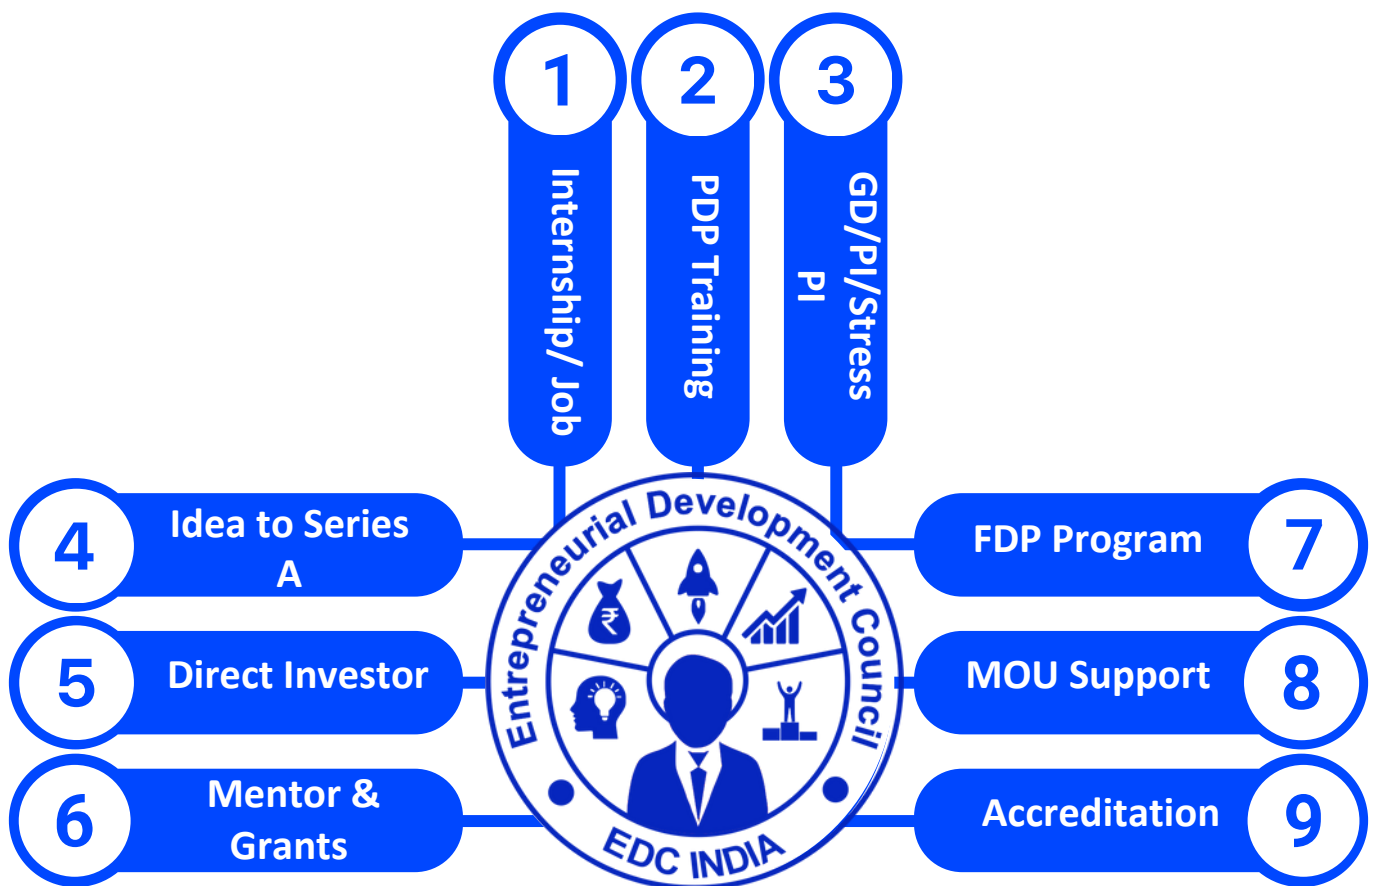 1
Internship/ Job
2
PDP Training
3
GD/PI/Stress
PI
4
Idea to Series
A
5
Direct Investor
6
Mentor &
Grants
Entrepreneurial Development Council
₹
EDC INDIA
FDP Program
7
MOU Support
8
Accreditation
9